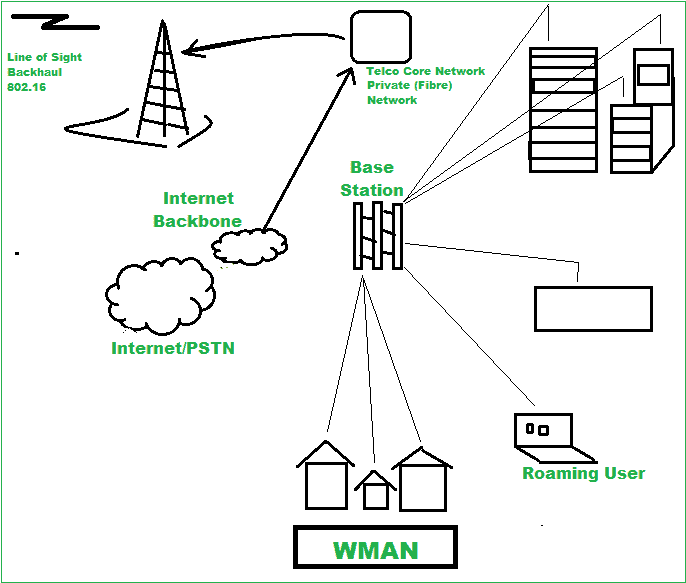 Line of Sight
Backhaul
802.16
Telco Core Network
Private (Fibre)
Network
Base
Station
Internet
Backbone
Internet/PSTN
Roaming User
WMAN